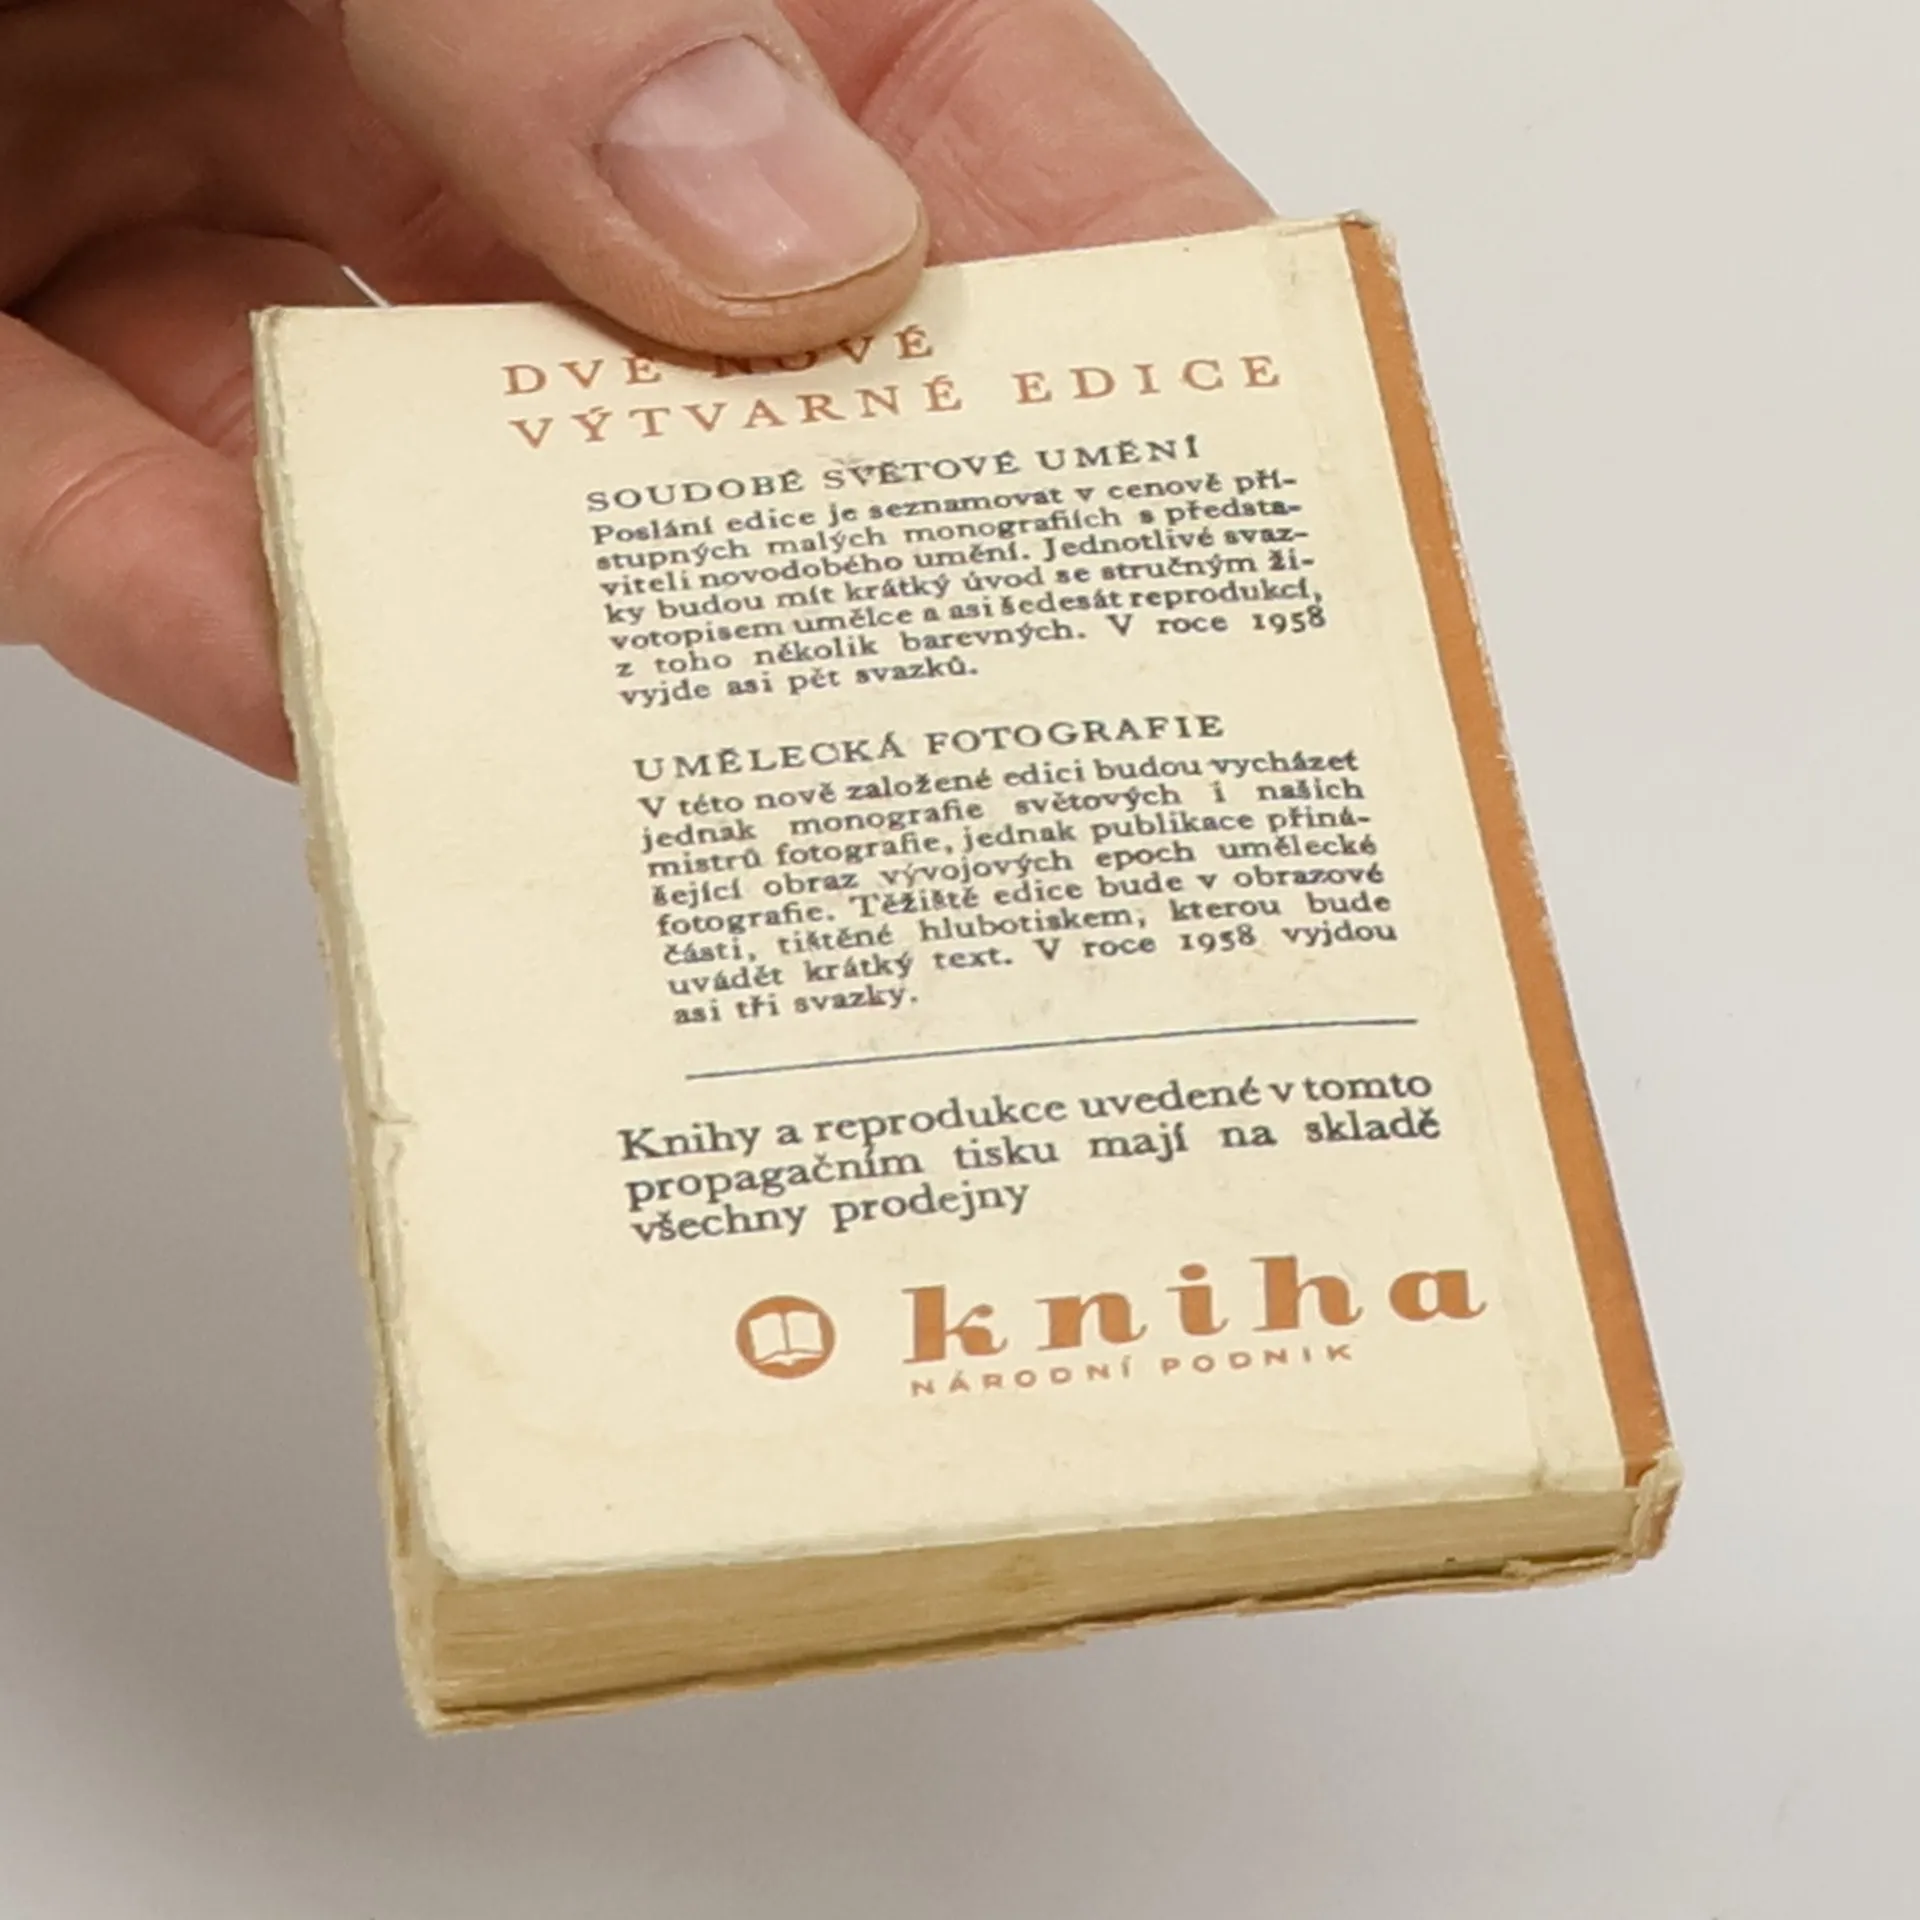 DVĚ NOVÉ
VÝTVARNÉ EDICE
SOUDOBÉ SVĚTOVÉ UMĚNÍ
Poslání edice je seznamovat v cenově pří-
stupných malých monografiích s předsta-
viteli novodobého umění. Jednotlivé svaz-
ky budou mít krátký úvod se stručným ži-
votopisem umělce a asi šedesát reprodukcí,
z toho několik barevných. V roce 1958
vyjde asi pět svazků.
UMĚLECKÁ FOTOGRAFIE
V této nově založené edici budou vycházet
jednak monografie světových i našich
mistrů fotografie, jednak publikace přiná-
šející obraz vývojových epoch umělecké
fotografie. Těžiště edice bude v obrazové
části, tištěné hlubotiskem, kterou bude
uvádět krátký text. V roce 1958 vyjdou
asi tři svazky.
Knihy a reprodukce uvedené v tomto
propagačním tisku mají na skladě
všechny prodejny
kniha
NÁRODNÍ PODNIK